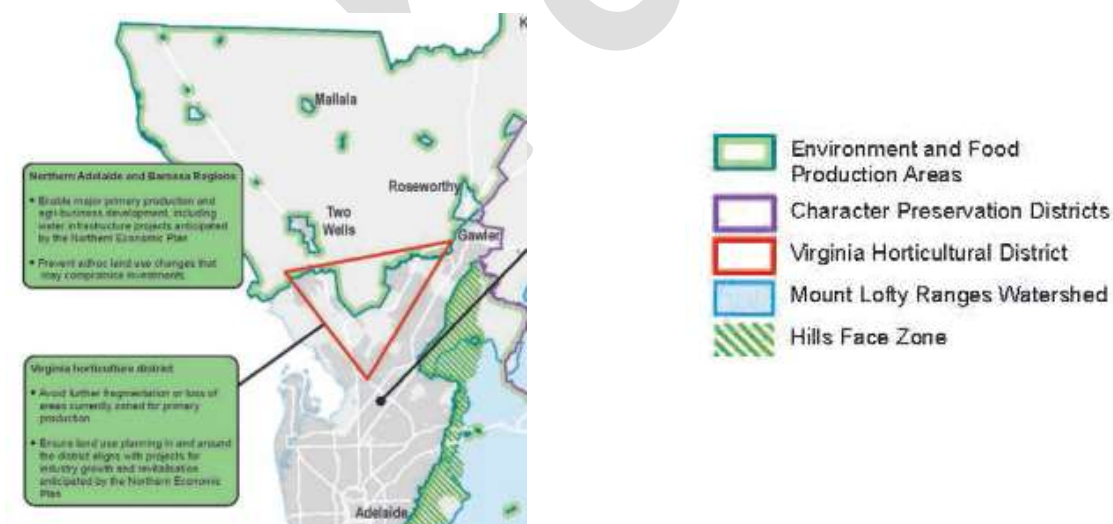 Mallala
Northern Adelaide and Barossa Regions
• Enable major primary production and
agri-business development, including
water infrastructure projects anticipated
by the Northern Economic Plan
• Prevent adhoc land use changes that
may compromise investments
Roseworthy
Two
Wells
Gawler
Virginia horticulture district
• Avoid further fragmentation or loss of
areas currently zoned for primary
production
• Ensure land use planning in and around
the district aligns with projects for
industry growth and revitalisation
anticipated by the Northern Economic
Plan
Adelaide
Environment and Food
Production Areas
Character Preservation Districts
Virginia Horticultural District
Mount Lofty Ranges Watershed
Hills Face Zone